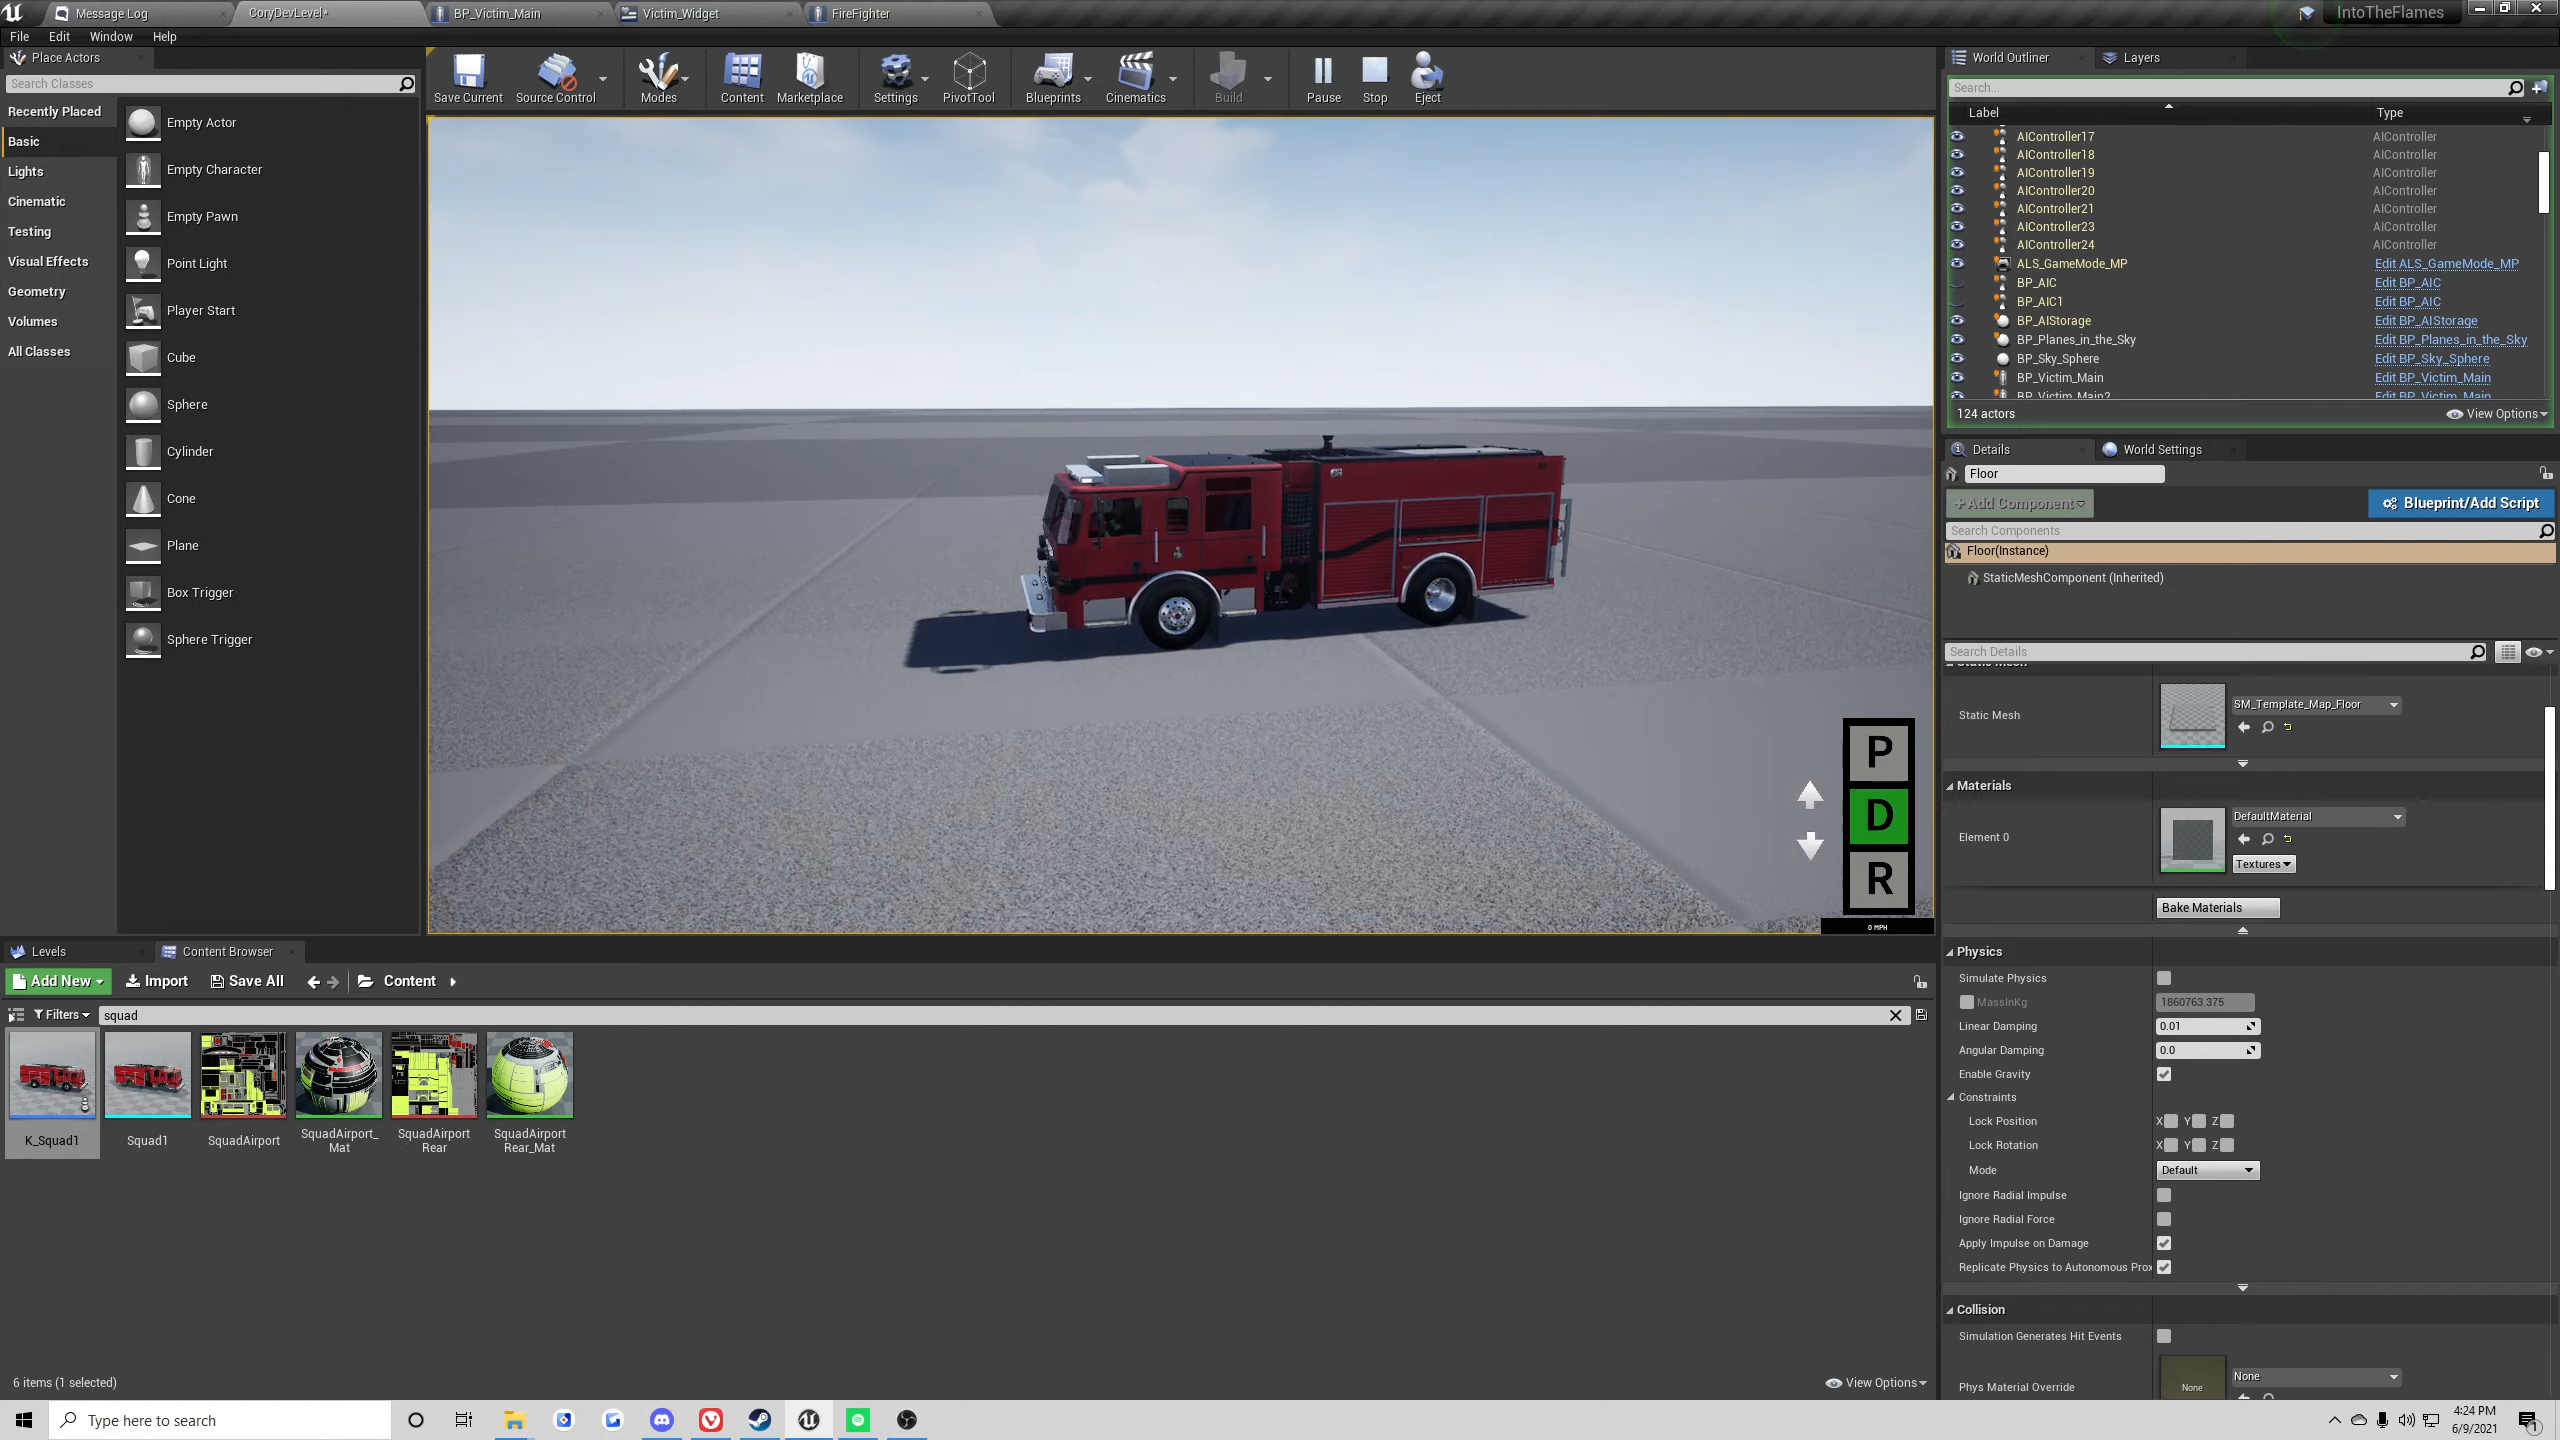 Message Log
CoryDevLevel*
BP_Victim_Main
Victim_Widget
FireFighter
IntoTheFlames
File Edit Window Help
Place Actors
Search Classes
Recently Placed
Basic
Lights
Cinematic
Testing
Visual Effects
Geometry
Volumes
All Classes
Empty Actor
Empty Character
Empty Pawn
Point Light
Player Start
Cube
Sphere
Cylinder
Cone
Plane
Box Trigger
Sphere Trigger
Save Current
Source Control
Modes
Content
Marketplace
Settings
PivotTool
Blueprints
Cinematics
Build
Pause
Stop
Eject
P
D
R
0 MPH
World Outliner
Layers
Search...
Label Type
AIController17 AIController
AIController18 AIController
AIController19 AIController
AIController20 AIController
AIController21 AIController
AIController23 AIController
AIController24 AIController
ALS_GameMode_MP Edit ALS_GameMode_MP
BP_AIC Edit BP_AIC
BP_AIC1 Edit BP_AIC
BP_AIStorage Edit BP_AIStorage
BP_Planes_in_the_Sky Edit BP_Planes_in_the_Sky
BP_Sky_Sphere Edit BP_Sky_Sphere
BP_Victim_Main Edit BP_Victim_Main
BP_Victim_Main2 Edit BP_Victim_Main
124 actors View Options
Details
World Settings
Floor
+Add Component
Blueprint/Add Script
Search Components
Floor(Instance)
StaticMeshComponent (Inherited)
Search Details
Static Mesh
Static Mesh
SM_Template_Map_Floor
Materials
Element 0
DefaultMaterial
Textures
Bake Materials
Physics
Simulate Physics
MassInKg 1860763.375
Linear Damping 0.01
Angular Damping 0.0
Enable Gravity
Constraints
Lock Position X Y Z
Lock Rotation X Y Z
Mode Default
Ignore Radial Impulse
Ignore Radial Force
Apply Impulse on Damage
Replicate Physics to Autonomous Prox
Collision
Simulation Generates Hit Events
Phys Material Override
None
None
Levels
Content Browser
Add New Import Save All Content
Filters squad
K_Squad1
Squad1
SquadAirport
SquadAirport_
Mat
SquadAirport
Rear
SquadAirport
Rear_Mat
6 items (1 selected)
View Options
Type here to search
4:24 PM
6/9/2021
1